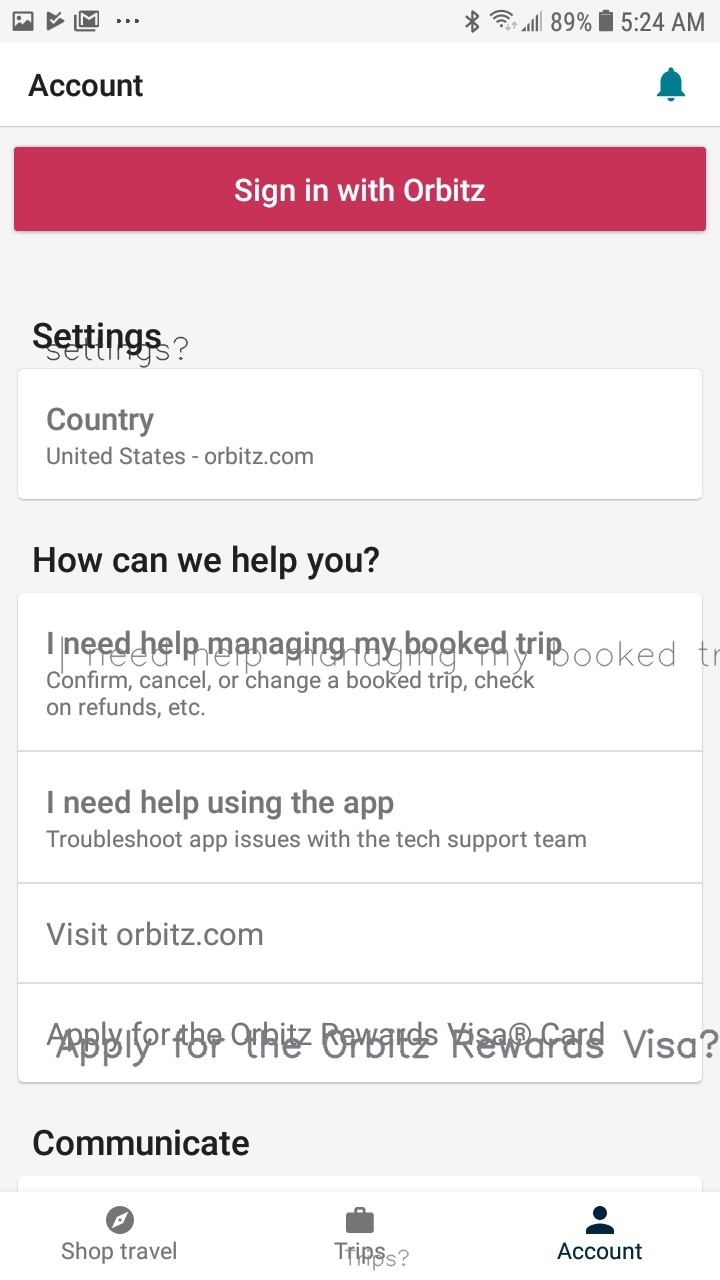 89% 5:24 AM
Account
Sign in with Orbitz
Settings
settings?
Country
United States - orbitz.com
How can we help you?
I need help managing my booked trip
I need help managing my booked tr
Confirm, cancel, or change a booked trip, check
on refunds, etc.
I need help using the app
Troubleshoot app issues with the tech support team
Visit orbitz.com
Apply for the Orbitz Rewards Visa® Card
Apply for the Orbitz Rewards Visa?
Communicate
Shop travel
Trips
Trips?
Account